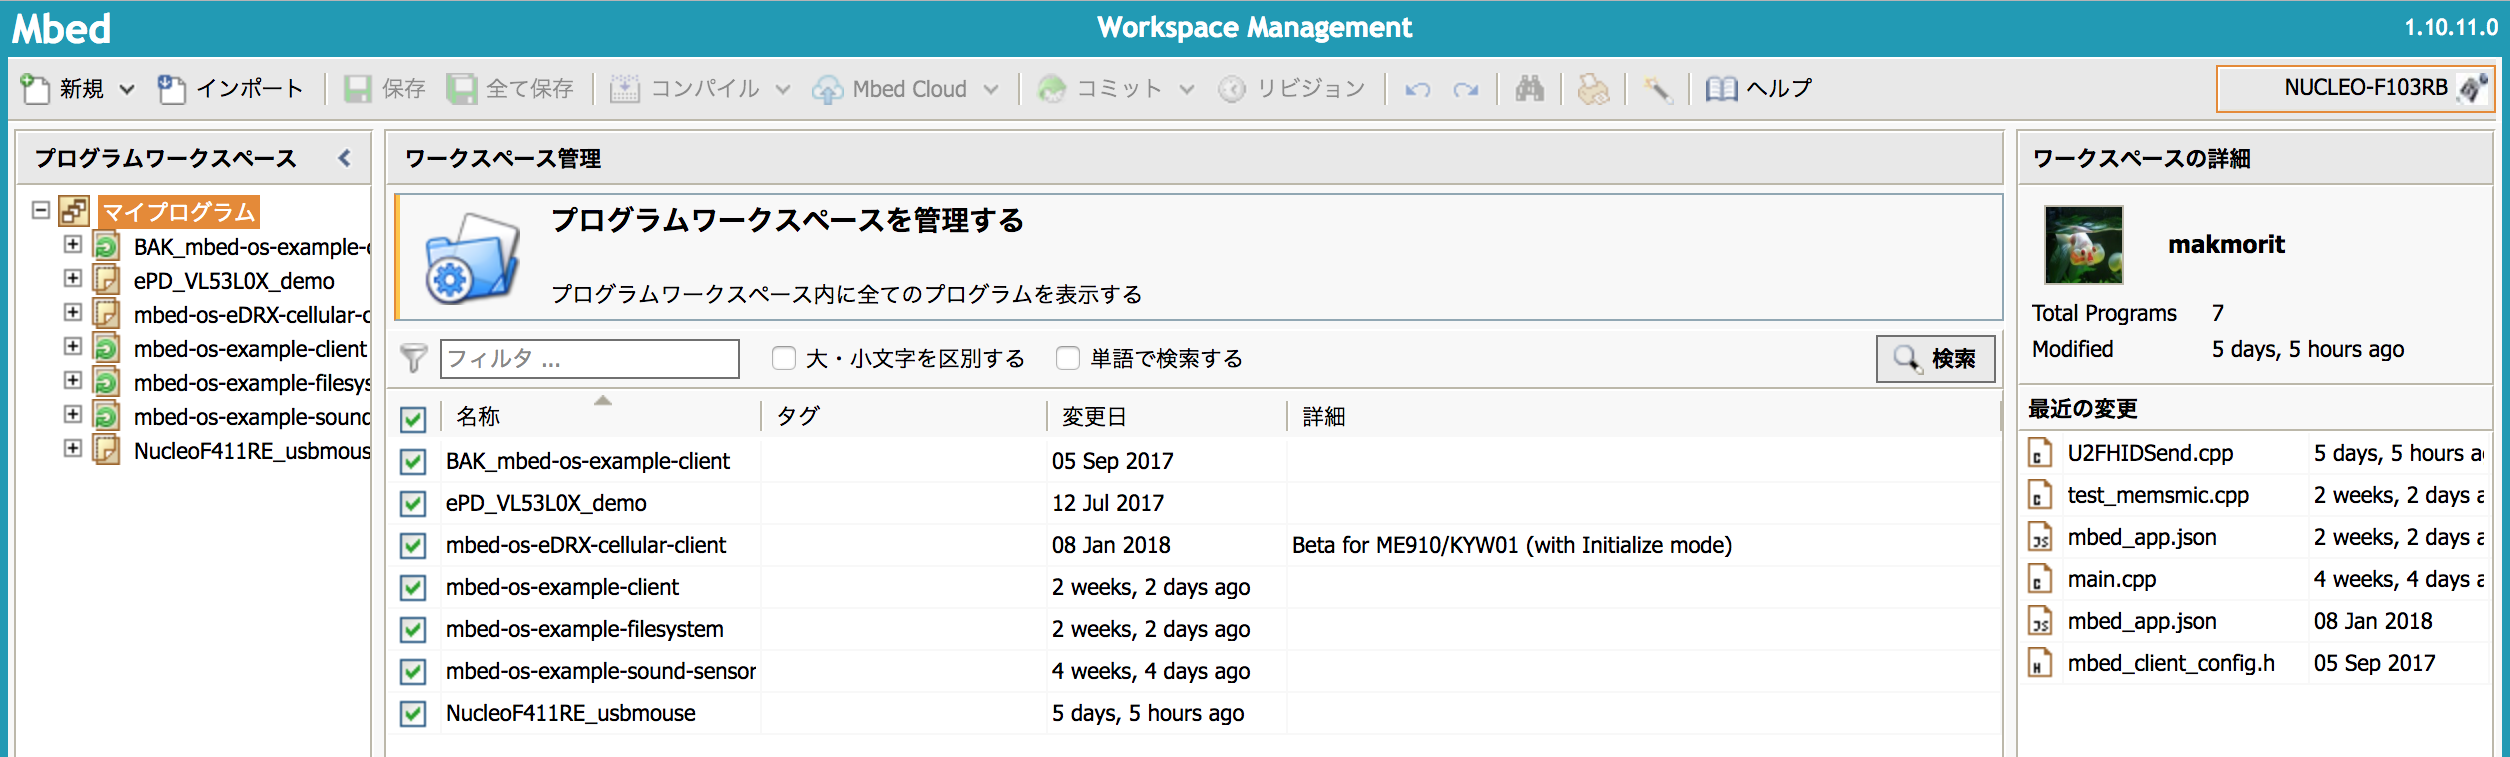 Mbed
Workspace Management
1.10.11.0
新規 インポート 保存 全て保存 コンパイル Mbed Cloud コミット リビジョン ヘルプ
NUCLEO-F103RB
プログラムワークスペース
マイプログラム
BAK_mbed-os-example-
ePD_VL53L0X_demo
mbed-os-eDRX-cellular-c
mbed-os-example-client
mbed-os-example-filesys
mbed-os-example-sound
NucleoF411RE_usbmous
ワークスペース管理
プログラムワークスペースを管理する
プログラムワークスペース内に全てのプログラムを表示する
フィルタ ... 大・小文字を区別する 単語で検索する 検索
名称 タグ 変更日 詳細
BAK_mbed-os-example-client 05 Sep 2017
ePD_VL53L0X_demo 12 Jul 2017
mbed-os-eDRX-cellular-client 08 Jan 2018 Beta for ME910/KYW01 (with Initialize mode)
mbed-os-example-client 2 weeks, 2 days ago
mbed-os-example-filesystem 2 weeks, 2 days ago
mbed-os-example-sound-sensor 4 weeks, 4 days ago
NucleoF411RE_usbmouse 5 days, 5 hours ago
ワークスペースの詳細
makmorit
Total Programs 7
Modified 5 days, 5 hours ago
最近の変更
U2FHIDSend.cpp 5 days, 5 hours a
test_memsmic.cpp 2 weeks, 2 days a
mbed_app.json 2 weeks, 2 days a
main.cpp 4 weeks, 4 days a
mbed_app.json 08 Jan 2018
mbed_client_config.h 05 Sep 2017